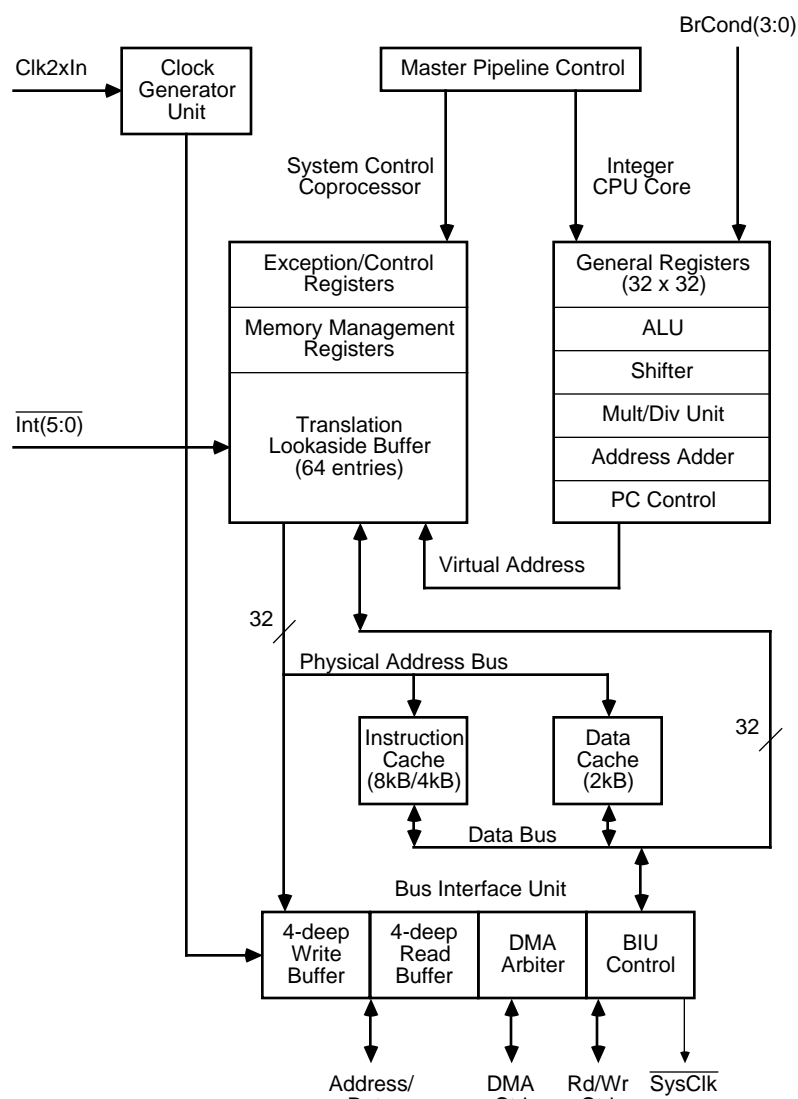 BrCond(3:0)
Clk2xIn
Clock
Generator
Unit
Master Pipeline Control
System Control
Coprocessor
Integer
CPU Core
Exception/Control
Registers
Memory Management
Registers
Translation
Lookaside Buffer
(64 entries)
General Registers
(32 x 32)
ALU
Shifter
Mult/Div Unit
Address Adder
PC Control
Int(5:0)
Virtual Address
32
Physical Address Bus
Instruction
Cache
(8kB/4kB)
Data
Cache
(2kB)
32
Data Bus
Bus Interface Unit
4-deep
Write
Buffer
4-deep
Read
Buffer
DMA
Arbiter
BIU
Control
Address/
DMA
Rd/Wr
SysClk